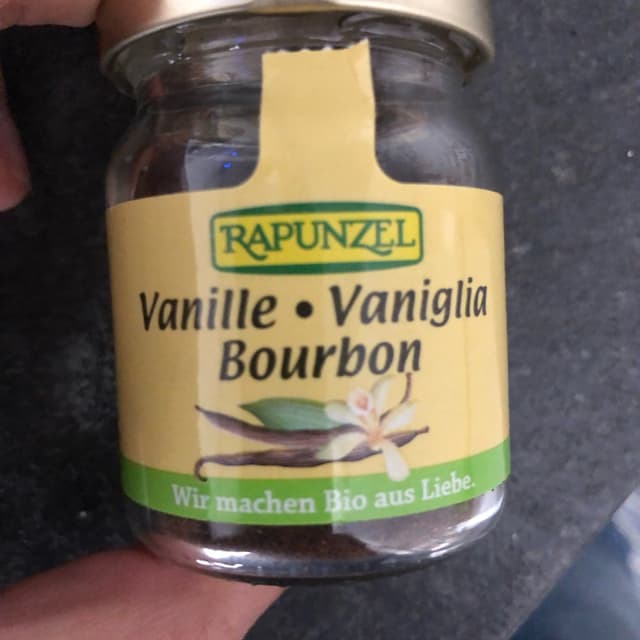 RAPUNZEL
Vanille • Vaniglia
Bourbon
Wir machen Bio aus Liebe.